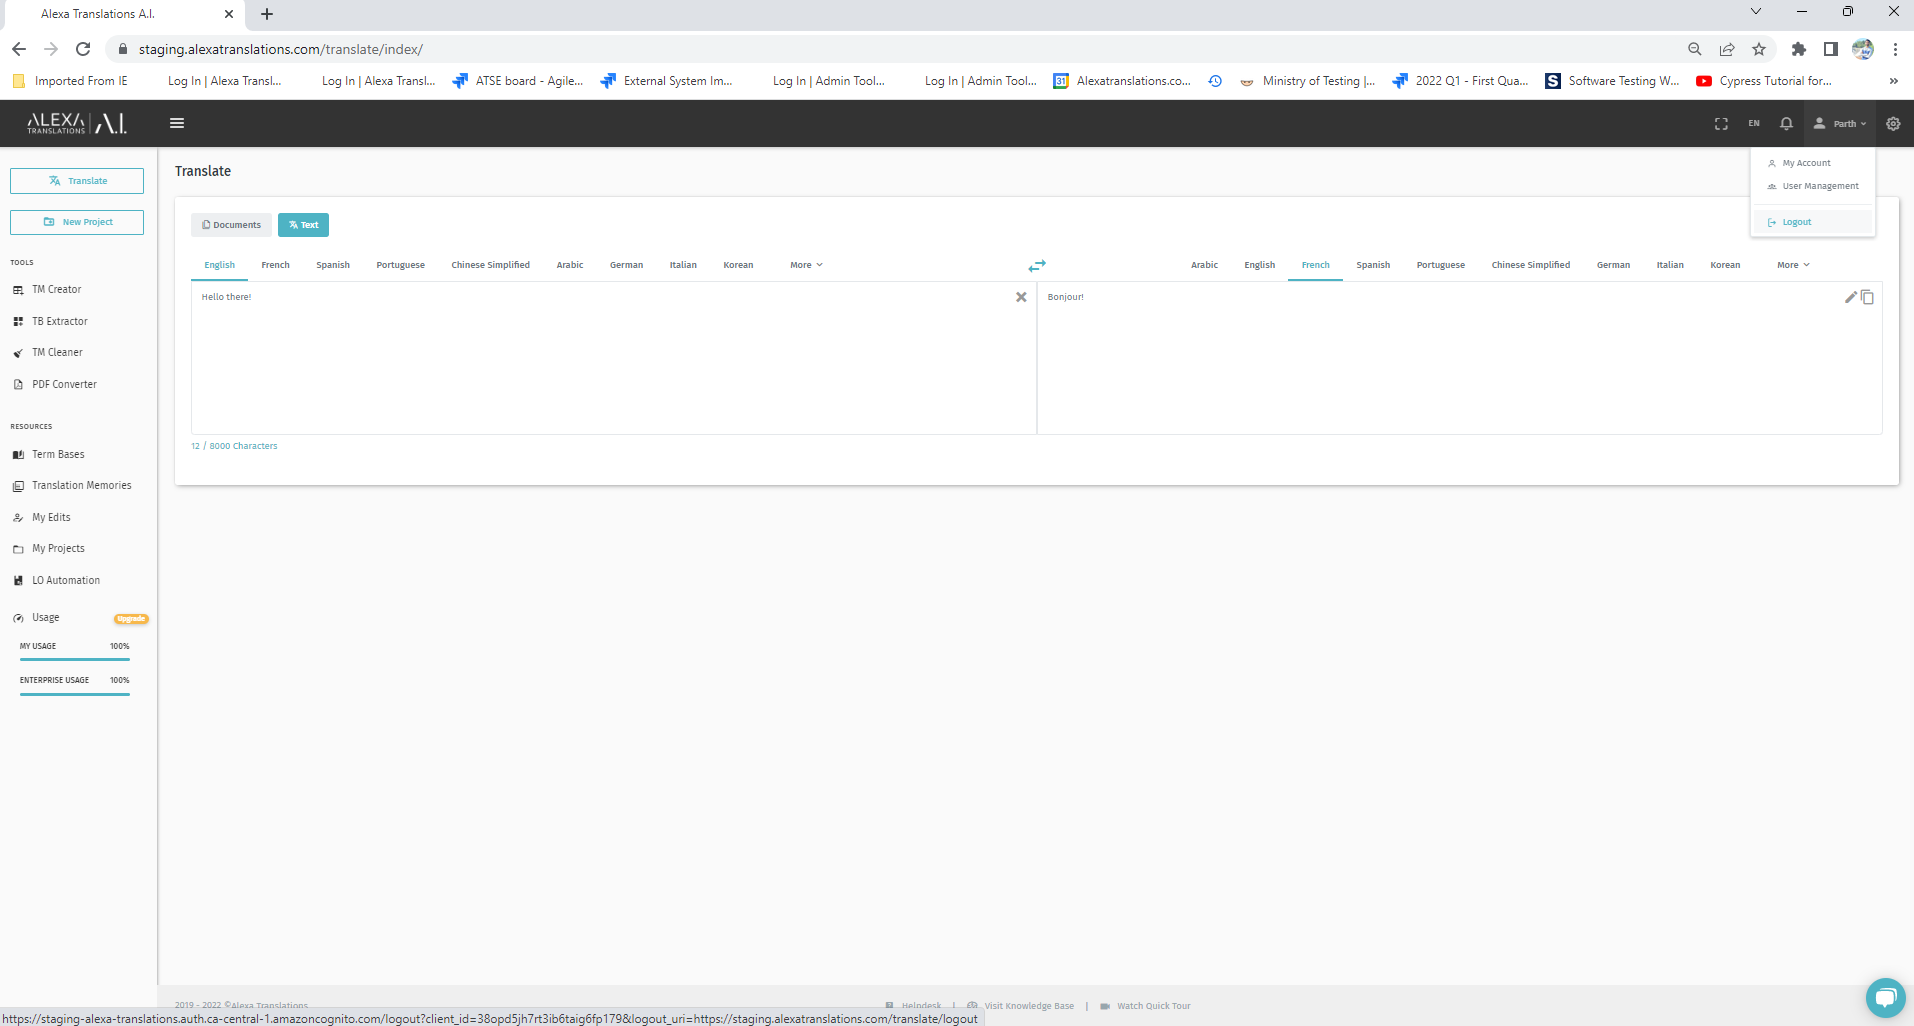 Alexa Translations A.I.
staging.alexatranslations.com/translate/index/
Imported From IE
Log In | Alexa Transl...
Log In | Alexa Transl...
ATSE board - Agile...
External System Im...
Log In | Admin Tool...
Log In | Admin Tool...
31 Alexatranslations.co...
Ministry of Testing |...
2022 Q1 - First Qua...
S Software Testing W...
Cypress Tutorial for...
»
ALEXA TRANSLATIONS | A.I.
EN
Parth
My Account
User Management
Logout
Translate
New Project
TOOLS
TM Creator
TB Extractor
TM Cleaner
PDF Converter
RESOURCES
Term Bases
Translation Memories
My Edits
My Projects
LO Automation
Usage Upgrade
MY USAGE 100%
ENTERPRISE USAGE 100%
Translate
Documents Text
English French Spanish Portuguese Chinese Simplified Arabic German Italian Korean More
Arabic English French Spanish Portuguese Chinese Simplified German Italian Korean More
Hello there!
Bonjour!
12 / 8000 Characters
2019 - 2022 ©Alexa Translations
Helpdesk | Visit Knowledge Base | Watch Quick Tour
https://staging-alexa-translations.auth.ca-central-1.amazoncognito.com/logout?client_id=38opd5jh7rt3ib6taig6fp179&logout_uri=https://staging.alexatranslations.com/translate/logout